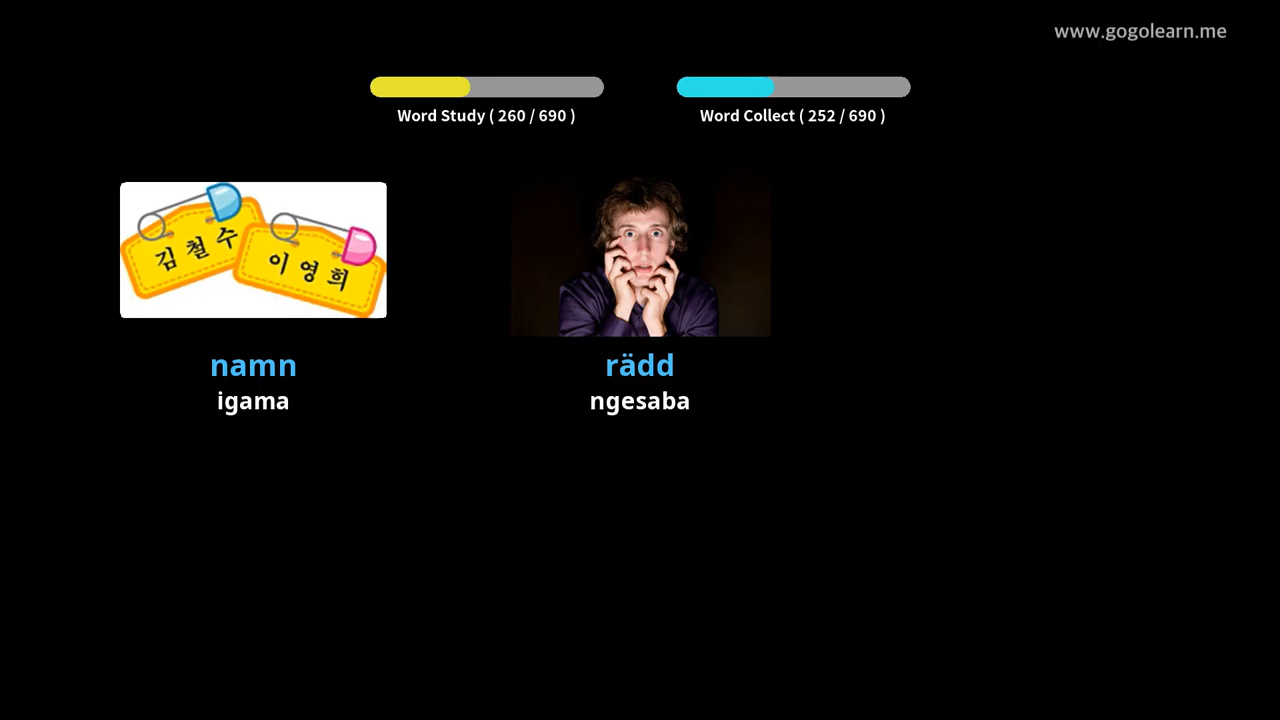 www.gogolearn.me
Word Study ( 260 / 690 )
Word Collect ( 252 / 690 )
김철수
이영희
namn
igama
rädd
ngesaba